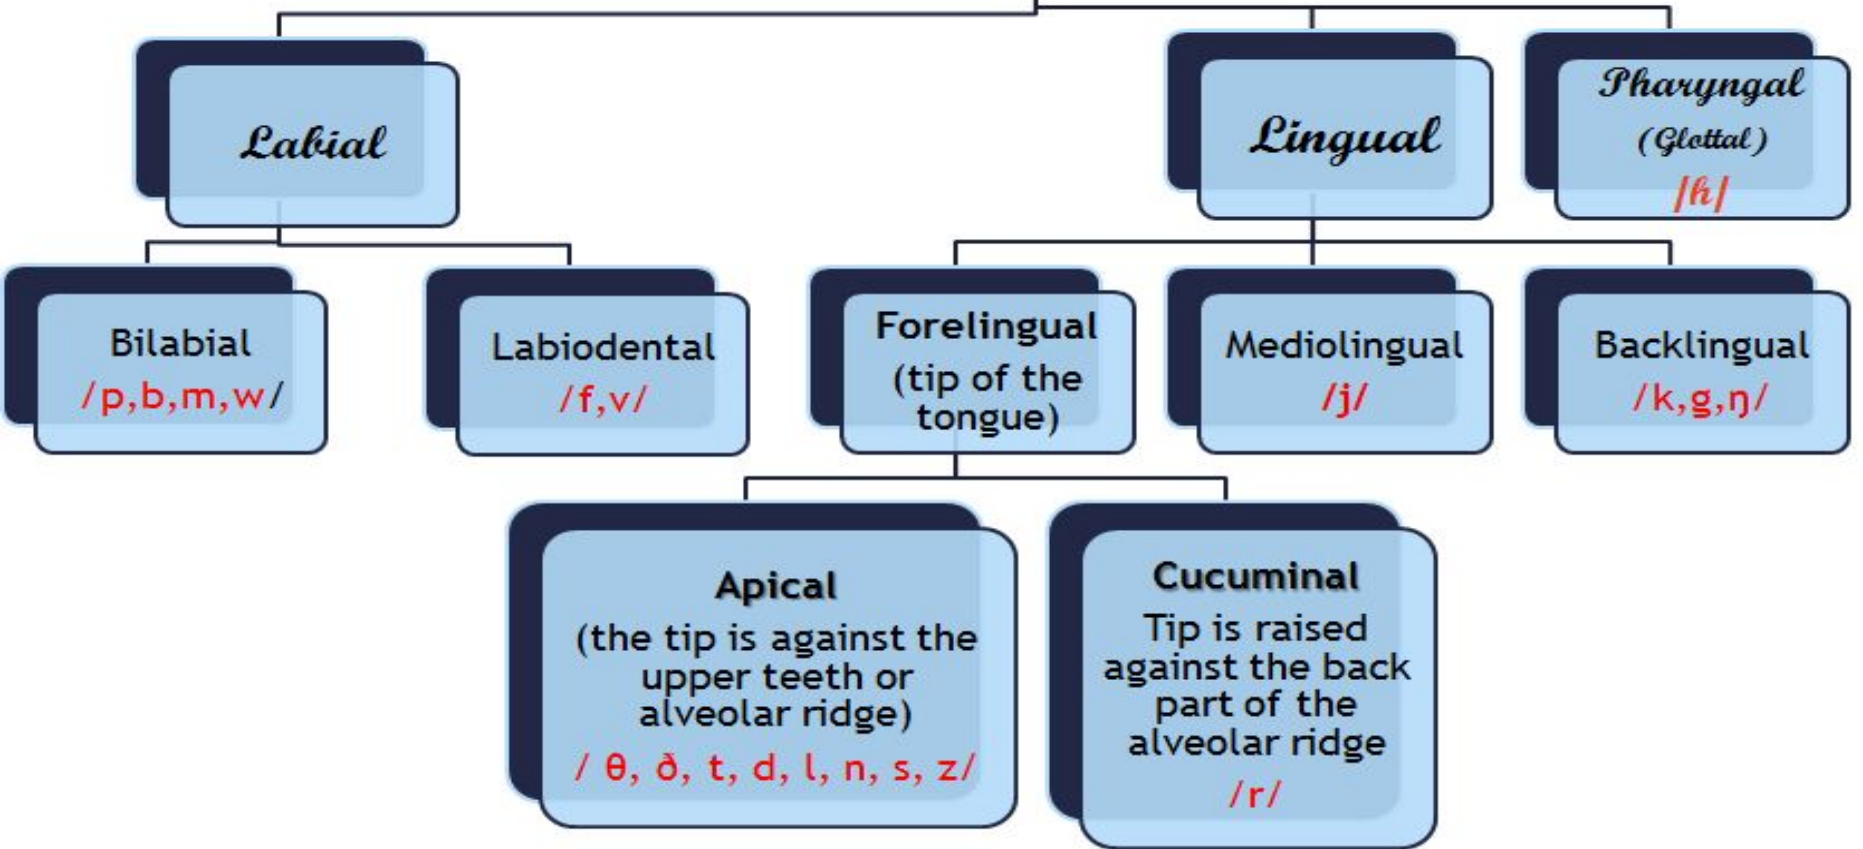 Labial
Lingual
Pharyngal
(Glottal)
/h/
Bilabial
/p,b,m,w/
Labiodental
/f,v/
Forelingual
(tip of the
tongue)
Mediolingual
/j/
Backlingual
/k,g,ŋ/
Apical
(the tip is against the
upper teeth or
alveolar ridge)
/ θ, ð, t, d, l, n, s, z/
Cucuminal
Tip is raised
against the back
part of the
alveolar ridge
/r/